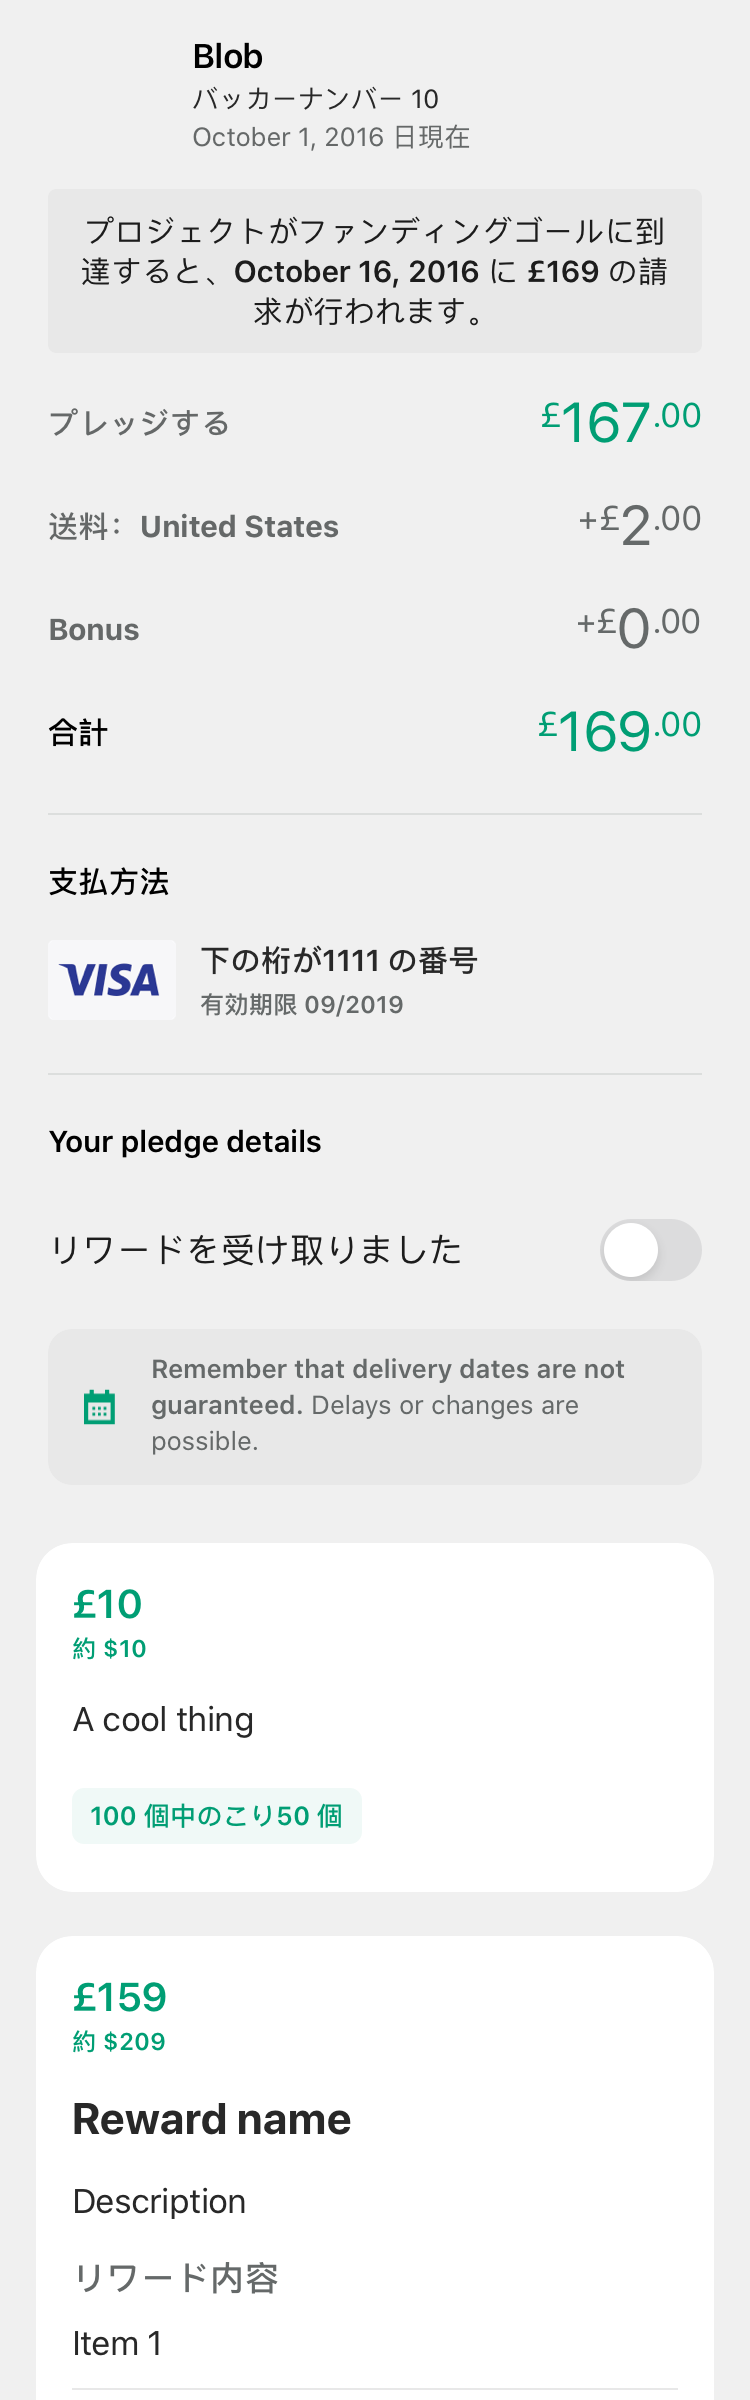 Blob
バッカーナンバー 10
October 1, 2016 日現在
プロジェクトがファンディングゴールに到
達すると、October 16, 2016 に £169 の請
求が行われます。
プレッジする £167.00
送料： United States +£2.00
Bonus +£0.00
合計 £169.00
支払方法
VISA
下の桁が1111 の番号
有効期限 09/2019
Your pledge details
リワードを受け取りました
Remember that delivery dates are not
guaranteed. Delays or changes are
possible.
£10
約 $10
A cool thing
100 個中のこり50 個
£159
約 $209
Reward name
Description
リワード内容
Item 1